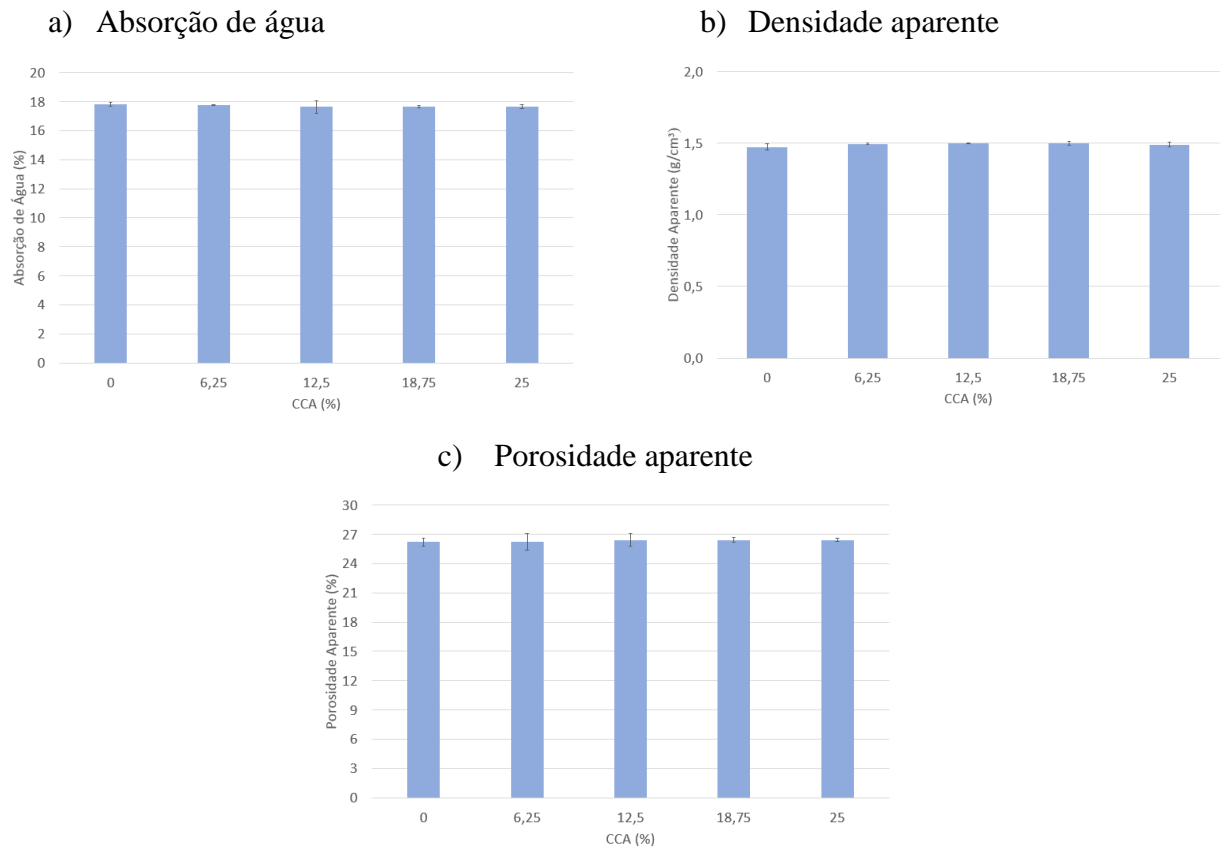 a) Absorção de água
Absorção de Água (%)
20
18
16
14
12
10
8
6
4
2
0
0 6,25 12,5 18,75 25
CCA (%)
b) Densidade aparente
Densidade Aparente (g/cm³)
2,0
1,5
1,0
0,5
0,0
0 6,25 12,5 18,75 25
CCA (%)
c) Porosidade aparente
Porosidade Aparente (%)
30
27
24
21
18
15
12
9
6
3
0
0 6,25 12,5 18,75 25
CCA (%)